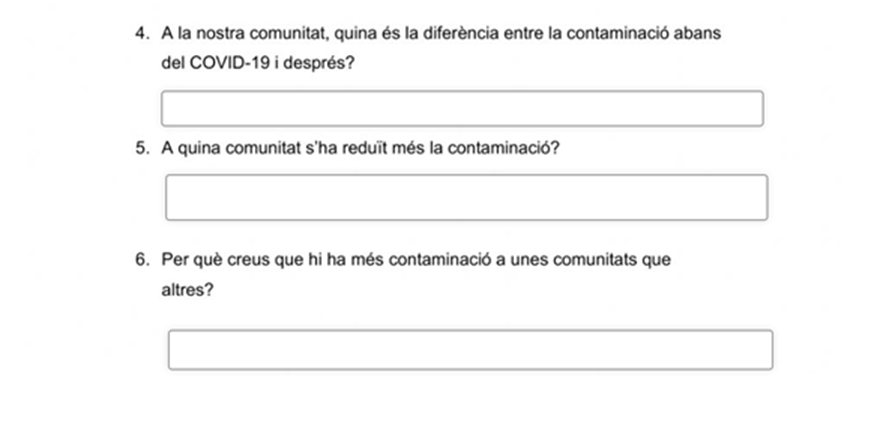 4. A la nostra comunitat, quina és la diferència entre la contaminació abans
del COVID-19 i després?
5. A quina comunitat s'ha reduït més la contaminació?
6. Per què creus que hi ha més contaminació a unes comunitats que
altres?